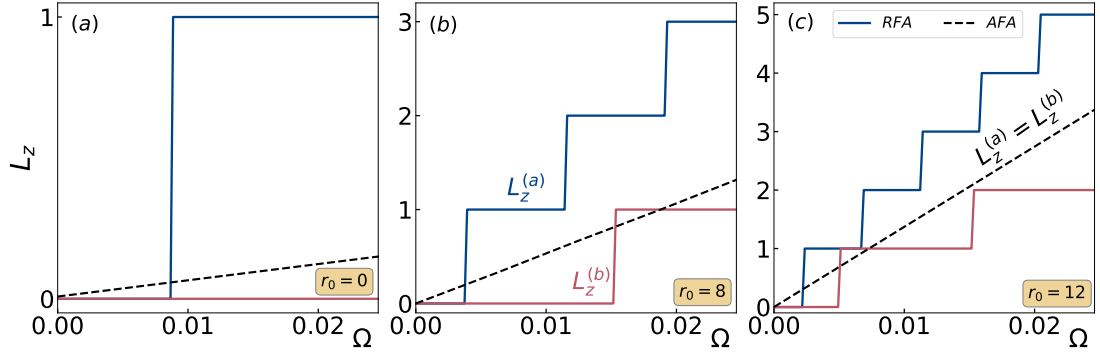 (a)
1
0
L_z
0.00
0.01
0.02
Ω
r_0 = 0
(b)
3
2
1
0
L_z^{(a)}
L_z^{(b)}
0.00
0.01
0.02
Ω
r_0 = 8
(c)
RFA
AFA
5
4
3
2
1
0
L_z^{(a)} = L_z^{(b)}
0.00
0.01
0.02
Ω
r_0 = 12